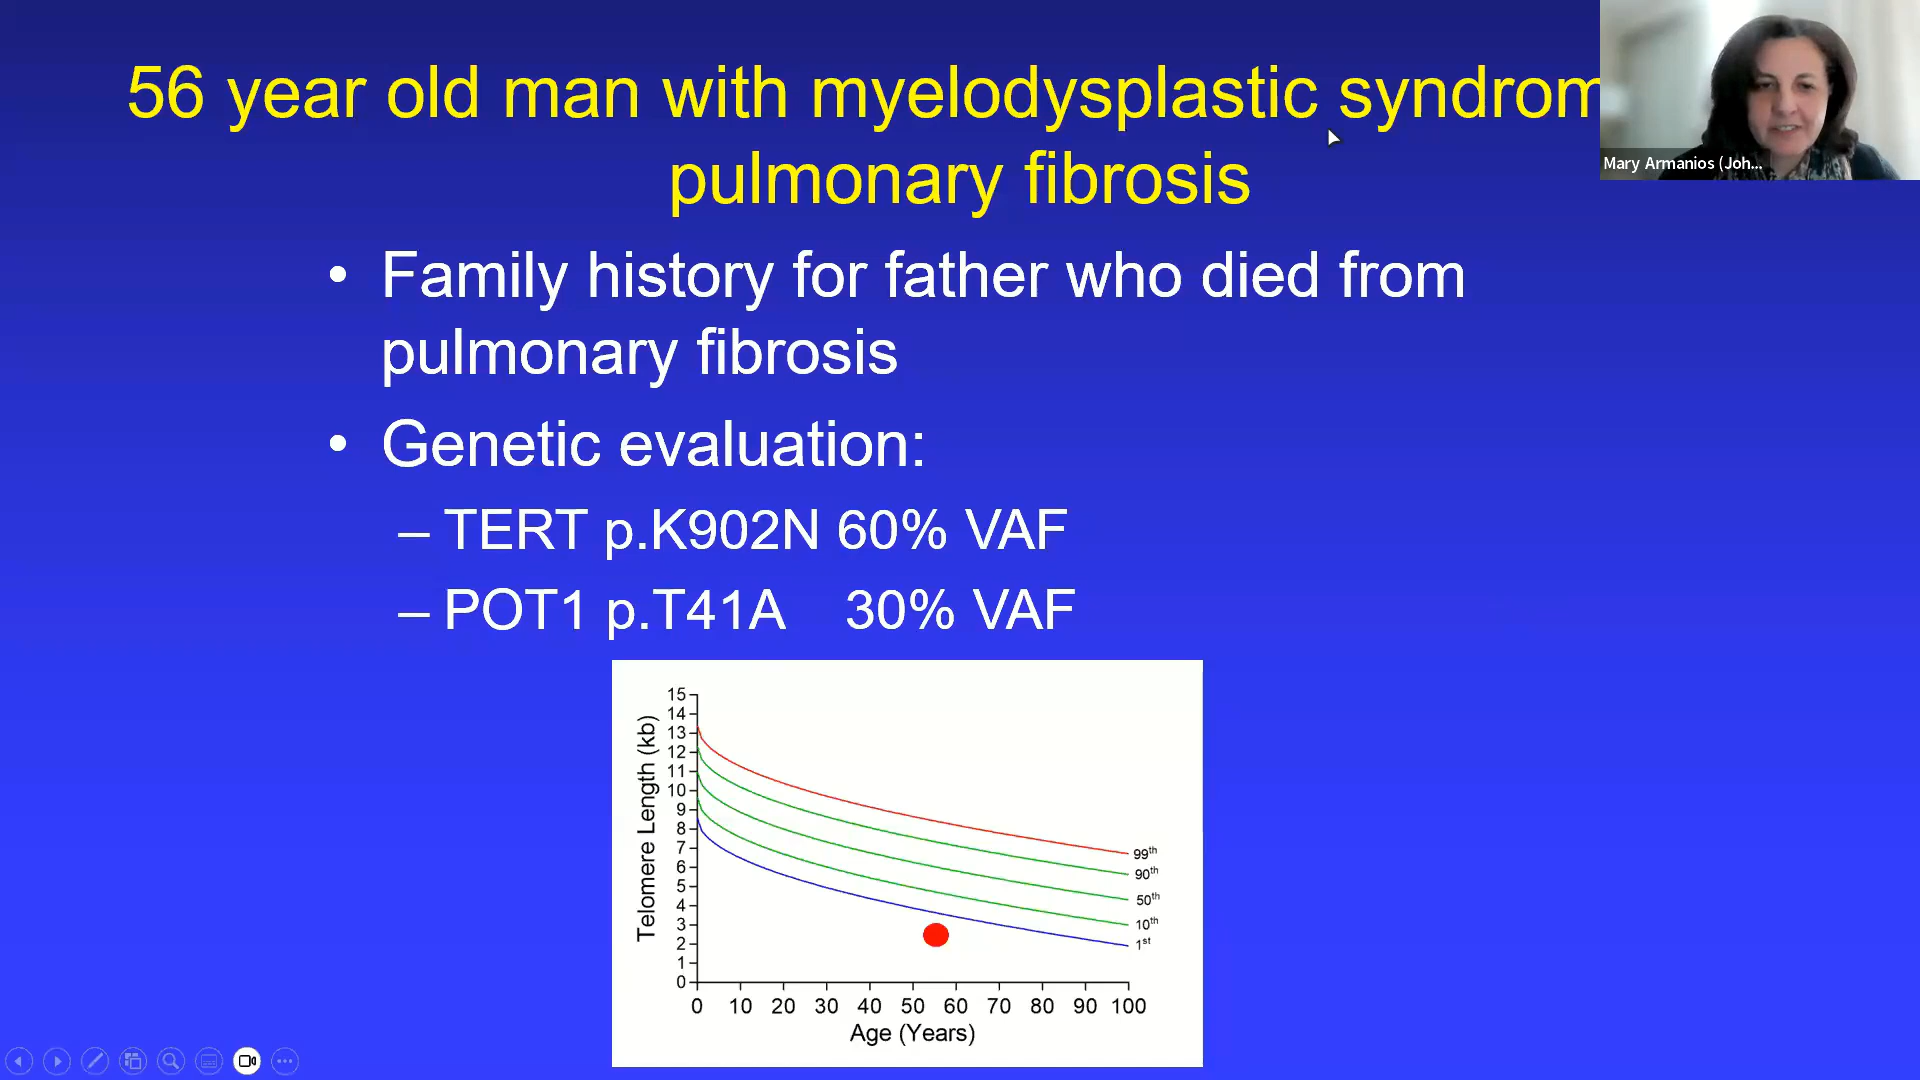 56 year old man with myelodysplastic syndrom
pulmonary fibrosis
• Family history for father who died from
pulmonary fibrosis
• Genetic evaluation:
– TERT p.K902N 60% VAF
– POT1 p.T41A 30% VAF
Mary Armanios (Joh...
Telomere Length (kb)
15
14
13
12
11
10
9
8
7
6
5
4
3
2
1
0
99th
90th
50th
10th
1st
0 10 20 30 40 50 60 70 80 90 100
Age (Years)